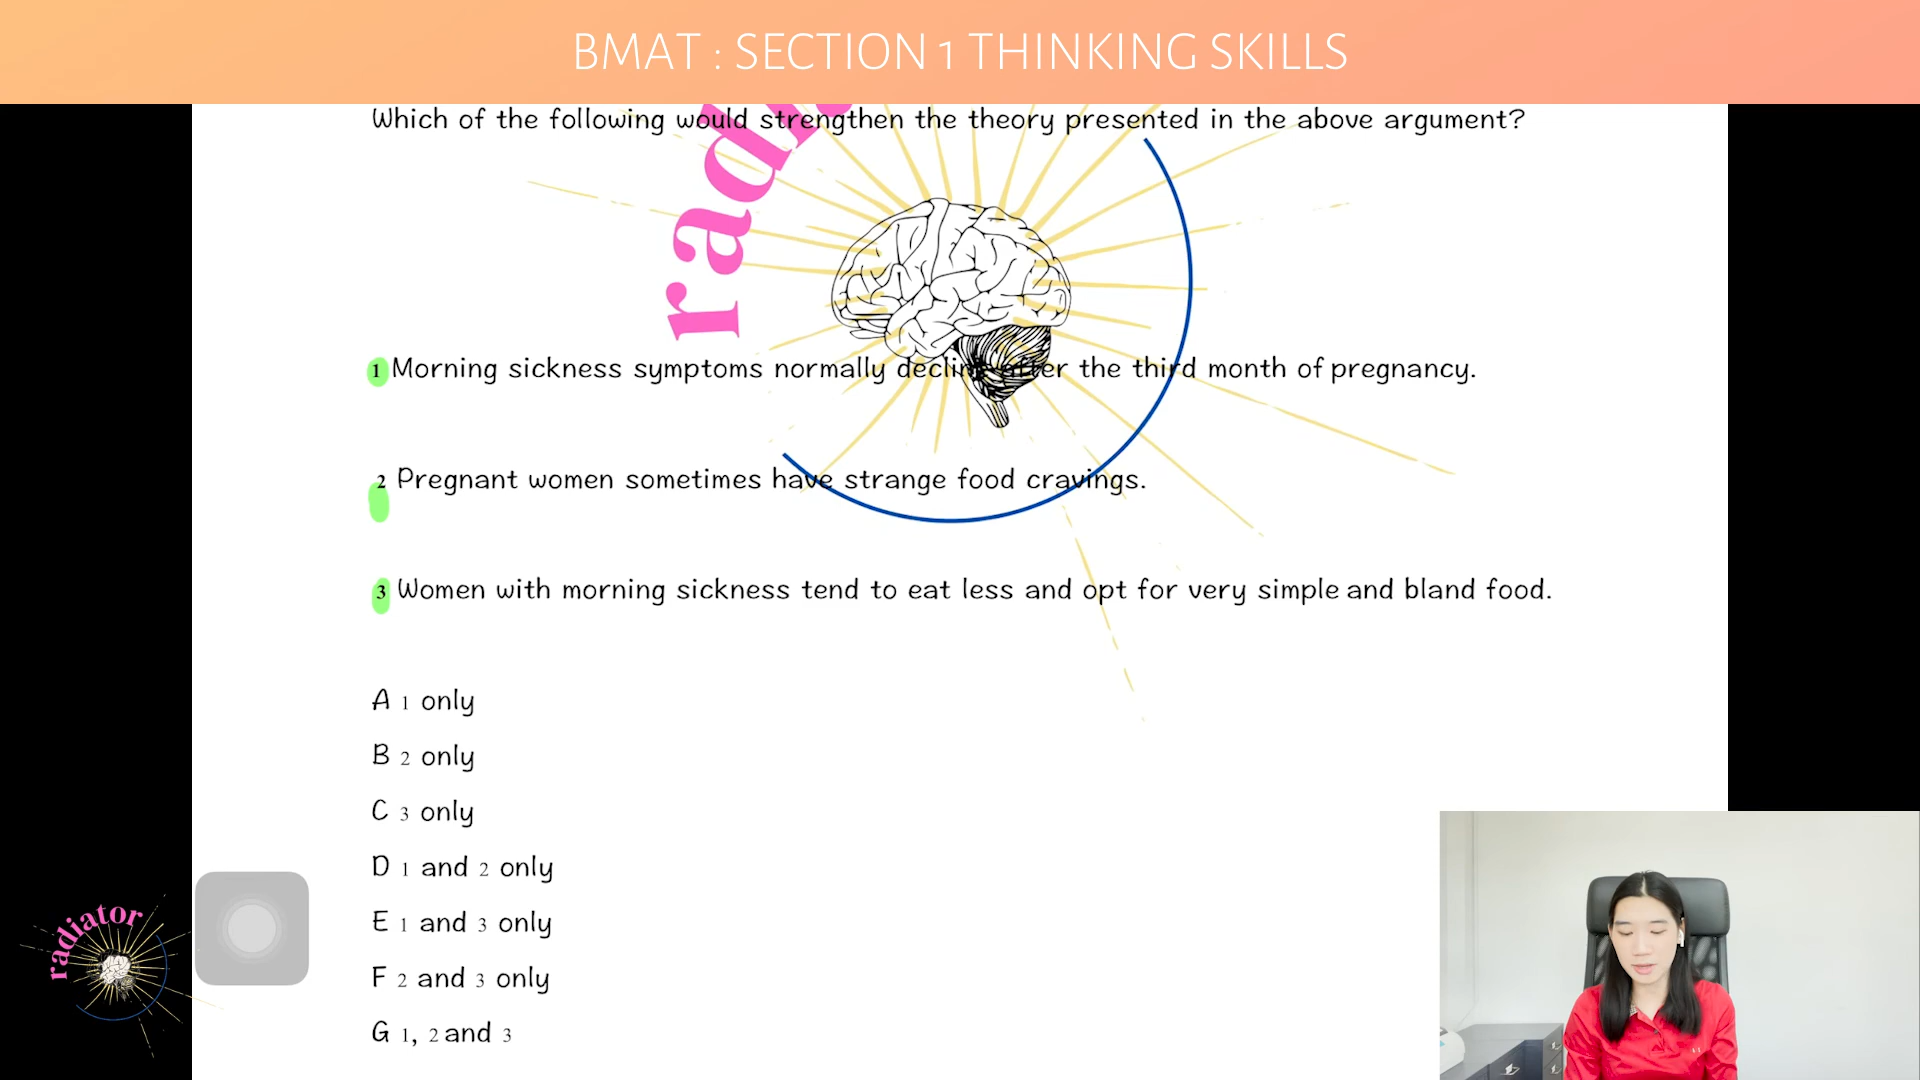 BMAT : SECTION 1 THINKING SKILLS
Which of the following would strengthen the theory presented in the above argument?
1 Morning sickness symptoms normally decline after the third month of pregnancy.
2 Pregnant women sometimes have strange food cravings.
3 Women with morning sickness tend to eat less and opt for very simple and bland food.
A 1 only
B 2 only
C 3 only
D 1 and 2 only
E 1 and 3 only
F 2 and 3 only
G 1, 2 and 3
radiator